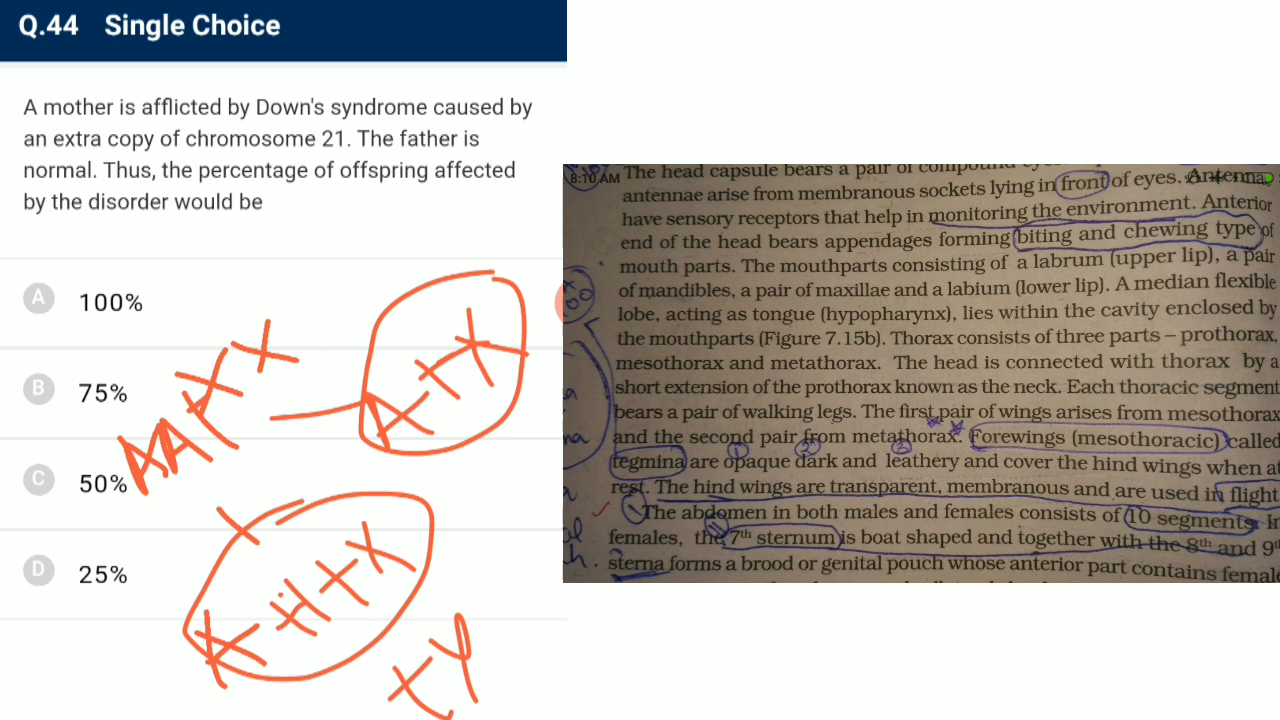 Q.44 Single Choice
A mother is afflicted by Down's syndrome caused by
an extra copy of chromosome 21. The father is
normal. Thus, the percentage of offspring affected
by the disorder would be
A 100%
B 75%
C 50%
D 25%
8:10 AM
The head capsule bears a pair of compound
antennae arise from membranous sockets lying in front of eyes. Antennae
have sensory receptors that help in monitoring the environment. Anterior
end of the head bears appendages forming biting and chewing type of
mouth parts. The mouthparts consisting of a labrum (upper lip), a pair
of mandibles, a pair of maxillae and a labium (lower lip). A median flexible
lobe, acting as tongue (hypopharynx), lies within the cavity enclosed by
the mouthparts (Figure 7.15b). Thorax consists of three parts – prothorax,
mesothorax and metathorax. The head is connected with thorax by a
short extension of the prothorax known as the neck. Each thoracic segment
bears a pair of walking legs. The first pair of wings arises from mesothorax
and the second pair from metathorax. Forewings (mesothoracic) called
tegmina are opaque dark and leathery and cover the hind wings when at
rest. The hind wings are transparent, membranous and are used in flight.
The abdomen in both males and females consists of 10 segments. In
females, the 7th sternum is boat shaped and together with the 8th and 9th
sterna forms a brood or genital pouch whose anterior part contains female